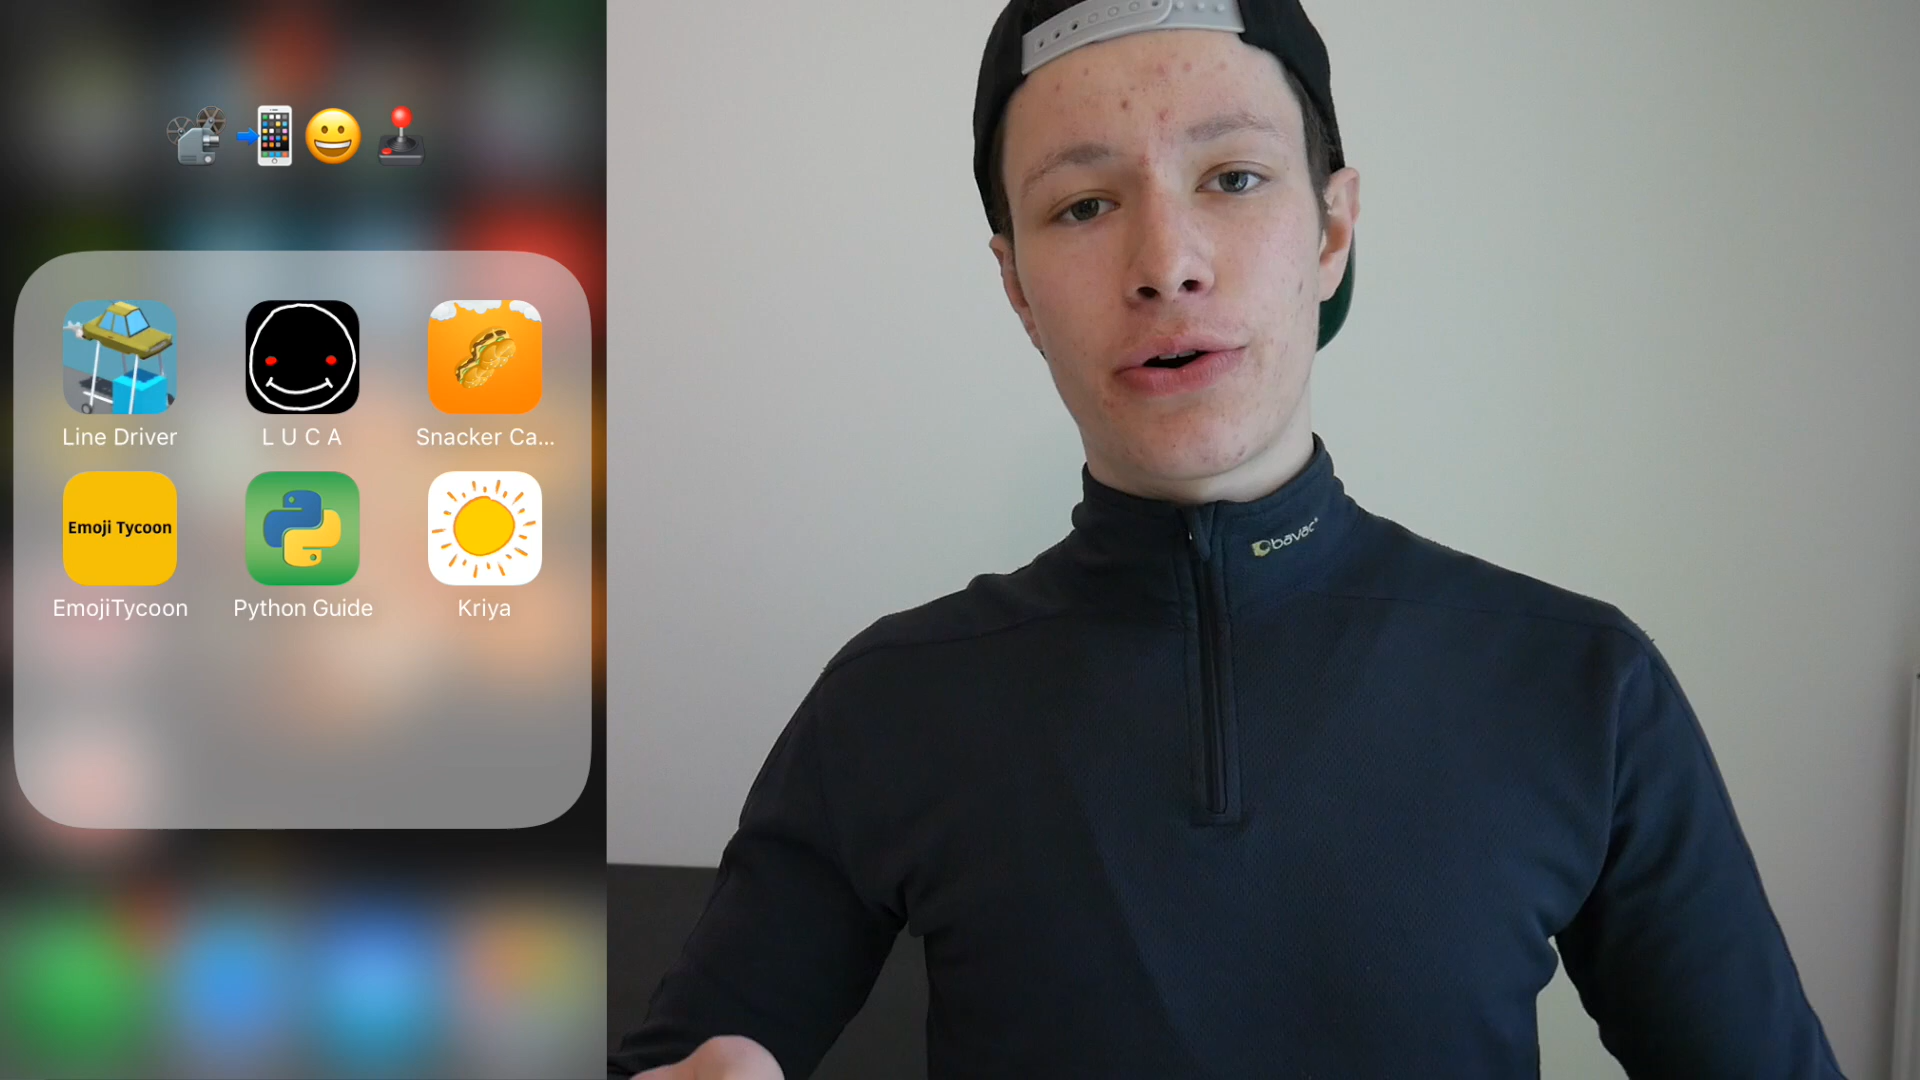 Line Driver
L U C A
Snacker Ca...
Emoji Tycoon
EmojiTycoon
Python Guide
Kriya
bavac